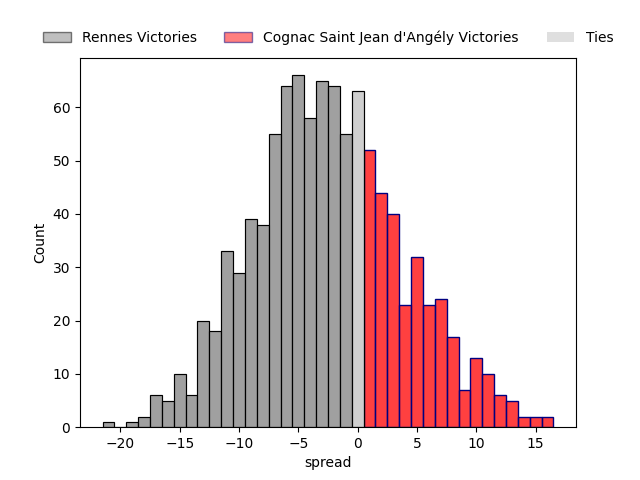 Rennes Victories Cognac Saint Jean d'Angély Victories Ties
60
50
40
30
20
10
0
Count
−20 −15 −10 −5 0 5 10 15
spread